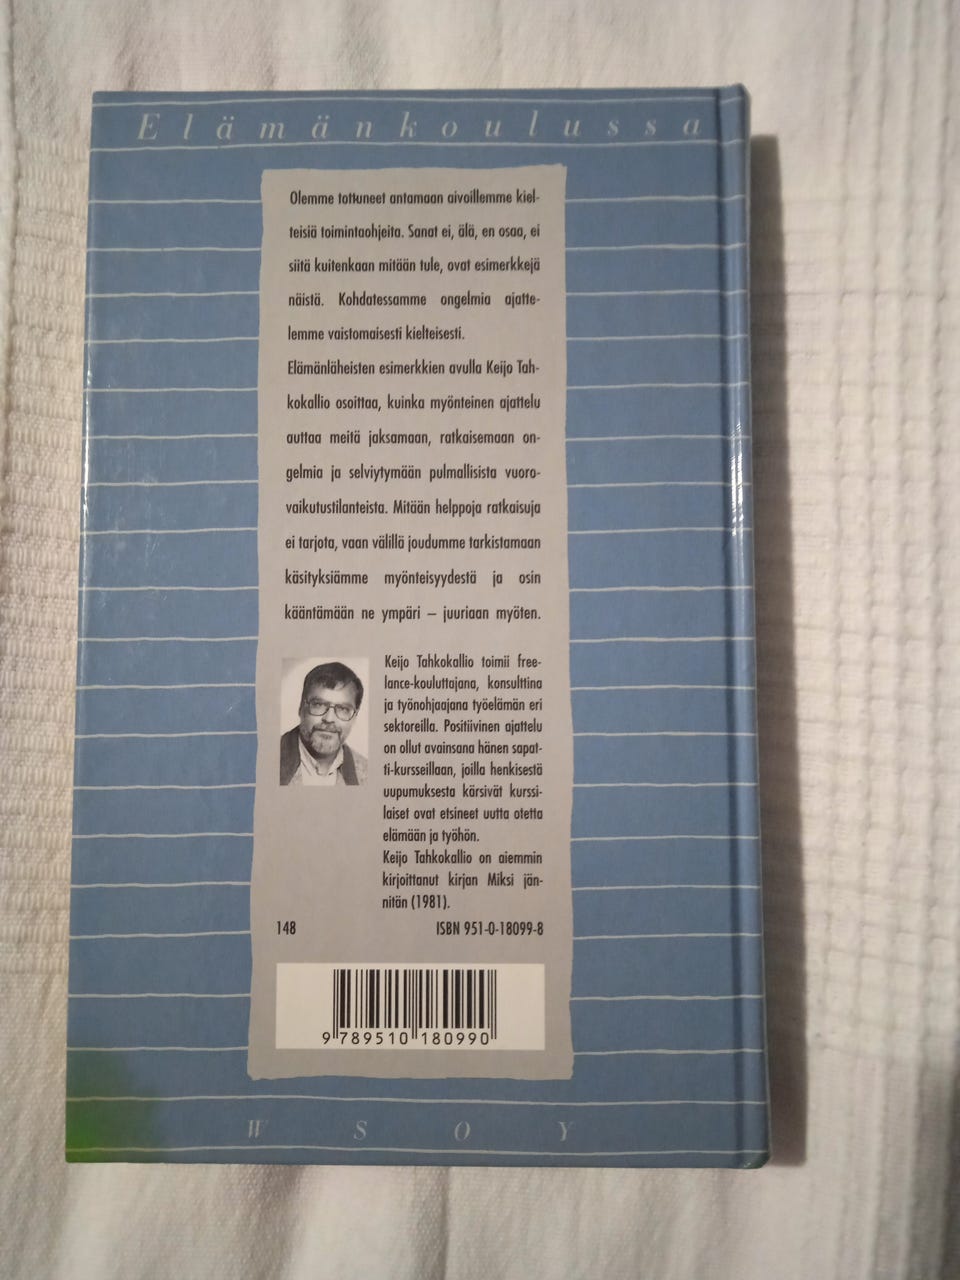 Elämänkoulussa
Olemme tottuneet antamaan aivoillemme kiel-
teisiä toimintaohjeita. Sanat ei, älä, en osaa, ei
siitä kuitenkaan mitään tule, ovat esimerkkejä
näistä. Kohdatessamme ongelmia ajatte-
lemme vaistomaisesti kielteisesti.
Elämänläheisten esimerkkien avulla Keijo Tah-
kokallio osoittaa, kuinka myönteinen ajattelu
auttaa meitä jaksamaan, ratkaisemaan on-
gelmia ja selviytymään pulmallisista vuoro-
vaikutustilanteista. Mitään helppoja ratkaisuja
ei tarjota, vaan välillä joudumme tarkistamaan
käsityksiämme myönteisyydestä ja osin
kääntämään ne ympäri – juuriaan myöten.
Keijo Tahkokallio toimii free-
lance-kouluttajana, konsulttina
ja työnohjaajana työelämän eri
sektoreilla. Positiivinen ajattelu
on ollut avainsana hänen sapat-
ti-kursseillaan, joilla henkisestä
uupumuksesta kärsivät kurssi-
laiset ovat etsineet uutta otetta
elämään ja työhön.
Keijo Tahkokallio on aiemmin
kirjoittanut kirjan Miksi jän-
nitän (1981).
148 ISBN 951-0-18099-8
9 789510 180990
WSOY